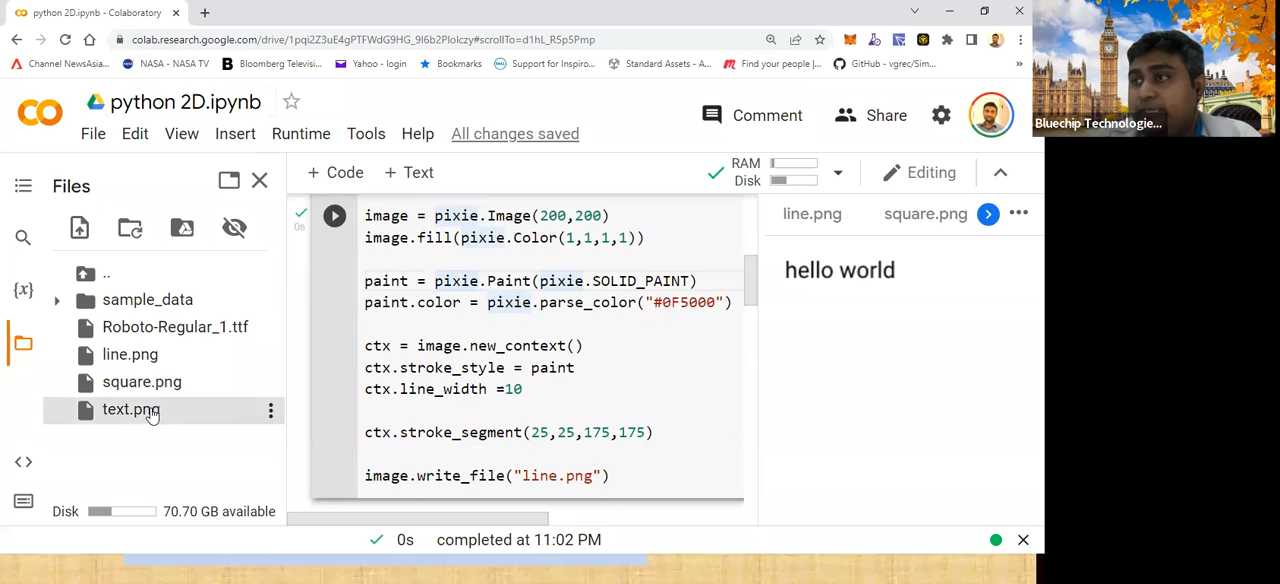 python 2D.ipynb - Colaboratory
colab.research.google.com/drive/1pqi2Z3uE4gPTFWdG9HG_9l6b2PIolczy#scrollTo=d1hL_R5p5Pmp
Channel NewsAsia... NASA - NASA TV Bloomberg Televisi... Yahoo - login Bookmarks Support for Inspiro... Standard Assets - A... Find your people |... GitHub - vgrec/Sim... »
python 2D.ipynb
Comment Share
File Edit View Insert Runtime Tools Help All changes saved
Bluechip Technologie...
Files
+ Code + Text
RAM
Disk
Editing
..
sample_data
Roboto-Regular_1.ttf
line.png
square.png
text.png
{x}
Disk 70.70 GB available
0s
image = pixie.Image(200,200)
image.fill(pixie.Color(1,1,1,1))
paint = pixie.Paint(pixie.SOLID_PAINT)
paint.color = pixie.parse_color("#0F5000")
ctx = image.new_context()
ctx.stroke_style = paint
ctx.line_width =10
ctx.stroke_segment(25,25,175,175)
image.write_file("line.png")
line.png square.png
hello world
0s completed at 11:02 PM